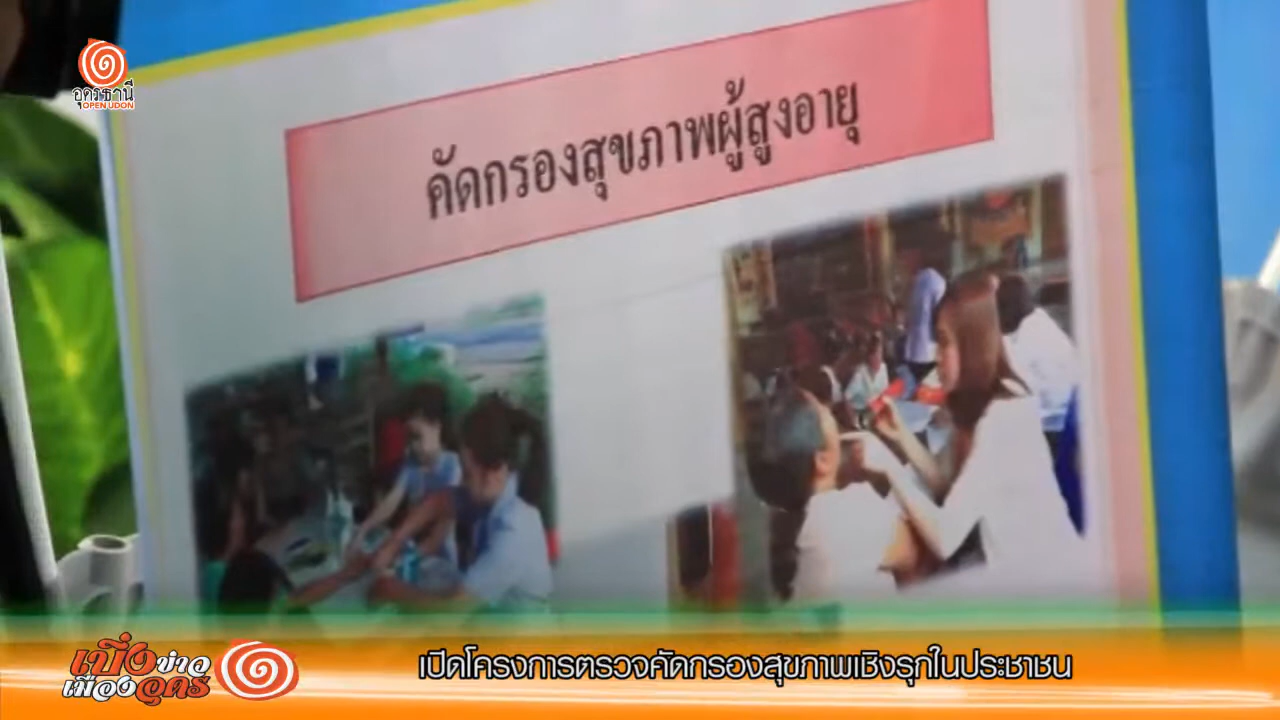 อุดรธานี
OPEN UDON
คัดกรองสุขภาพผู้สูงอายุ
เบิ่งข่าว
เมืองอุดร
เปิดโครงการตรวจคัดกรองสุขภาพเชิงรุกในประชาชน